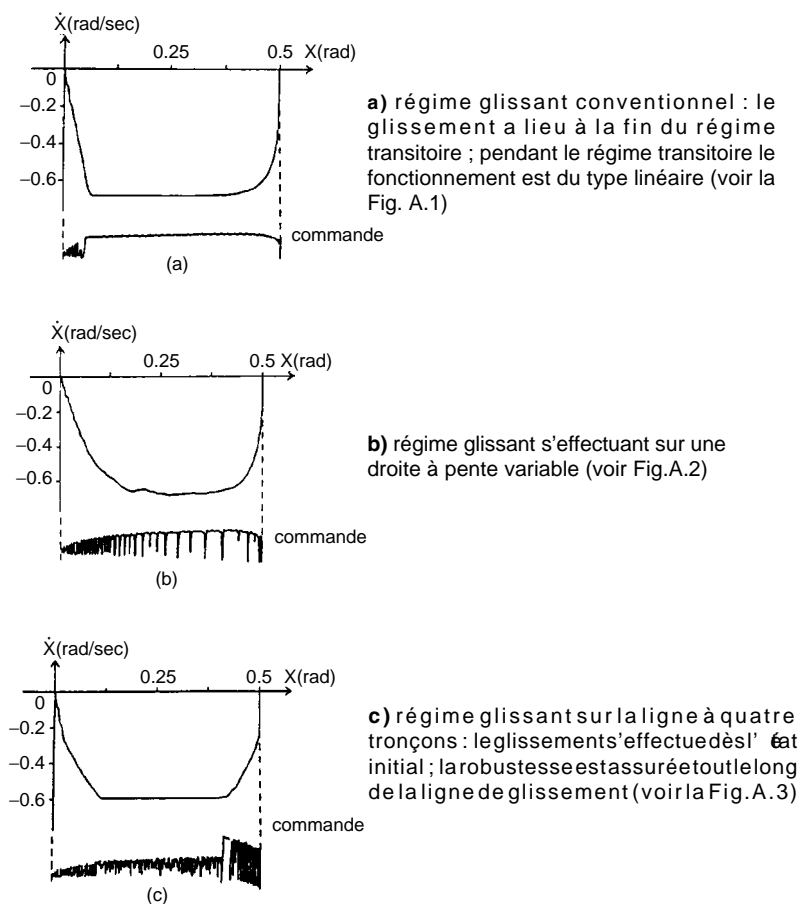 Ẋ(rad/sec)
0.25 0.5 X(rad)
0
−0.2
−0.4
−0.6
commande
(a)
a) régime glissant conventionnel : le
glissement a lieu à la fin du régime
transitoire ; pendant le régime transitoire le
fonctionnement est du type linéaire (voir la
Fig. A.1)
Ẋ(rad/sec)
0.25 0.5 X(rad)
0
−0.2
−0.4
−0.6
commande
(b)
b) régime glissant s'effectuant sur une
droite à pente variable (voir Fig.A.2)
Ẋ(rad/sec)
0.25 0.5 X(rad)
0
−0.2
−0.4
−0.6
commande
(c)
c) régime glissant sur la ligne à quatre
tronçons : le glissement s'effectue dès l' état
initial ; la robustesse est assurée tout le long
de la ligne de glissement (voir la Fig. A.3)